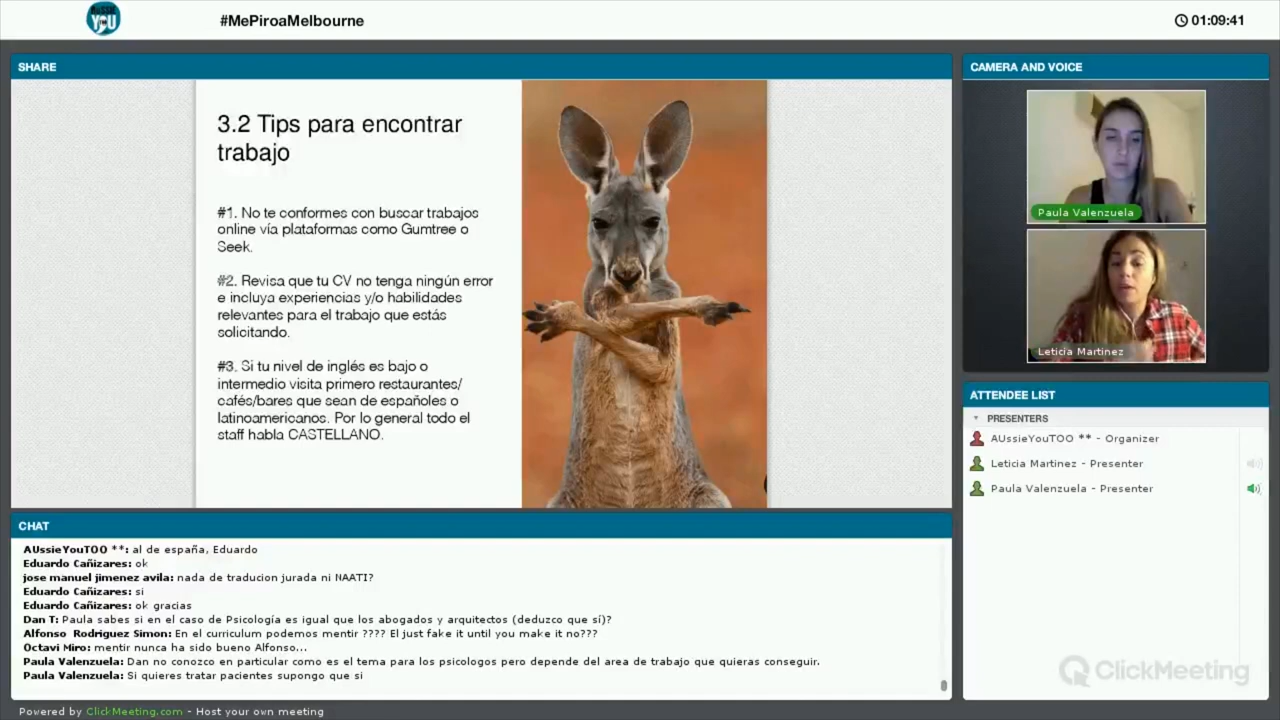 AUSSIE
YOU
TOO
#MePiroaMelbourne
01:09:41
SHARE
3.2 Tips para encontrar
trabajo
#1. No te conformes con buscar trabajos
online vía plataformas como Gumtree o
Seek.
#2. Revisa que tu CV no tenga ningún error
e incluya experiencias y/o habilidades
relevantes para el trabajo que estás
solicitando.
#3. Si tu nivel de inglés es bajo o
intermedio visita primero restaurantes/
cafés/bares que sean de españoles o
latinoamericanos. Por lo general todo el
staff habla CASTELLANO.
CAMERA AND VOICE
Paula Valenzuela
Leticia Martinez
ATTENDEE LIST
PRESENTERS
AUssieYouTOO ** - Organizer
Leticia Martinez - Presenter
Paula Valenzuela - Presenter
CHAT
AUssieYouTOO **: al de españa, Eduardo
Eduardo Cañizares: ok
jose manuel jimenez avila: nada de traducion jurada ni NAATI?
Eduardo Cañizares: si
Eduardo Cañizares: ok gracias
Dan T: Paula sabes si en el caso de Psicología es igual que los abogados y arquitectos (deduzco que sí)?
Alfonso Rodriguez Simon: En el curriculum podemos mentir ???? El just fake it until you make it no???
Octavi Miro: mentir nunca ha sido bueno Alfonso...
Paula Valenzuela: Dan no conozco en particular como es el tema para los psicologos pero depende del area de trabajo que quieras conseguir.
Paula Valenzuela: Si quieres tratar pacientes supongo que si
ClickMeeting
Powered by ClickMeeting.com - Host your own meeting